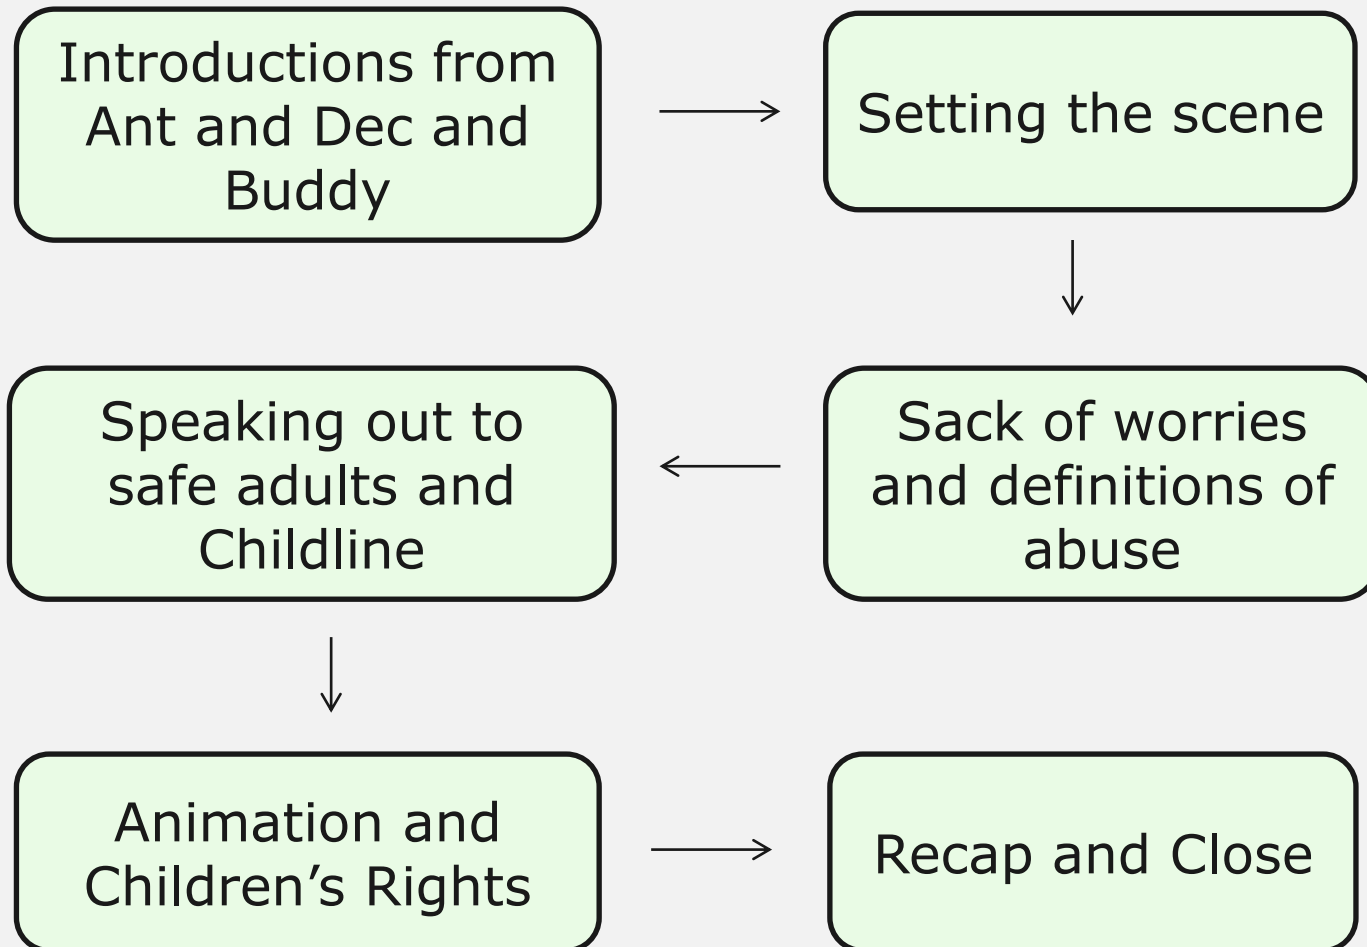 Introductions from
Ant and Dec and
Buddy
Setting the scene
Sack of worries
and definitions of
abuse
Speaking out to
safe adults and
Childline
Animation and
Children’s Rights
Recap and Close